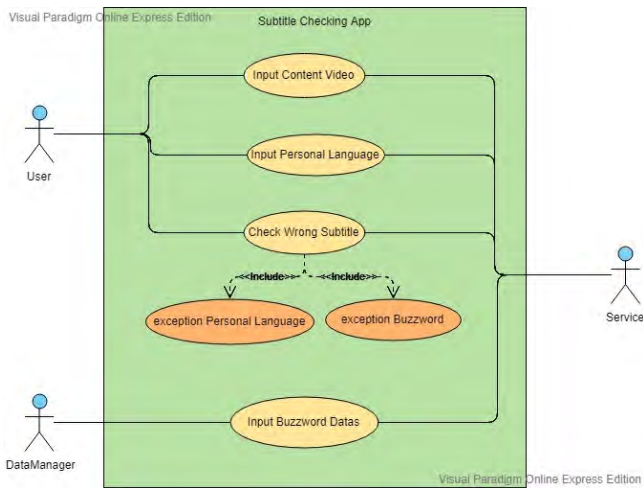 Visual Paradigm Online Express Edition
Subtitle Checking App
Input Content Video
User
Input Personal Language
Check Wrong Subtitle
<<Include>>
<<Include>>
exception Personal Language
exception Buzzword
Service
Input Buzzword Datas
DataManager
Visual Paradigm Online Express Edition